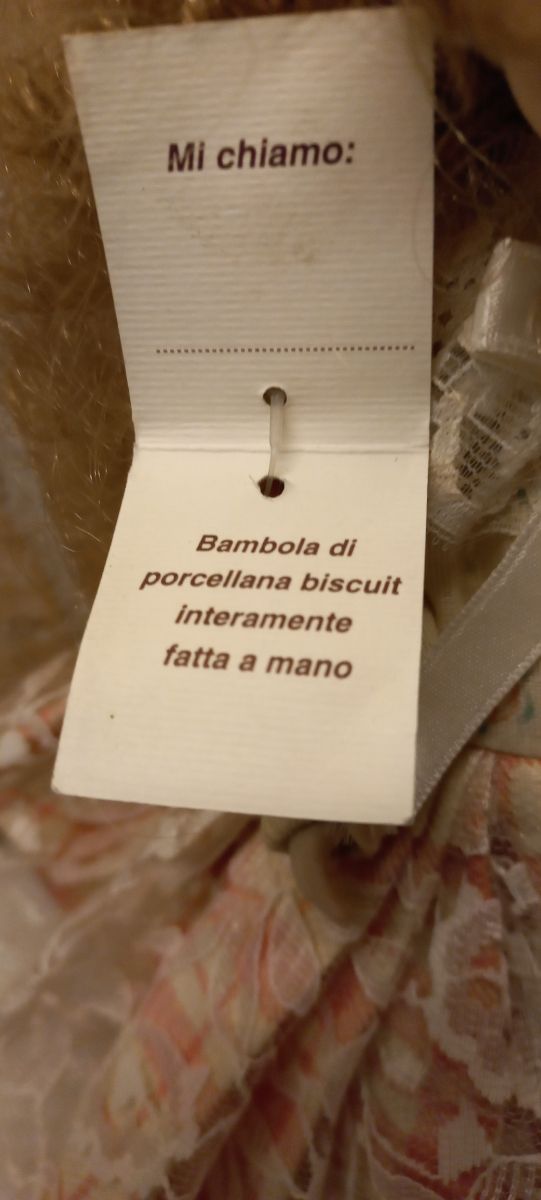 Mi chiamo:
Bambola di
porcellana biscuit
interamente
fatta a mano